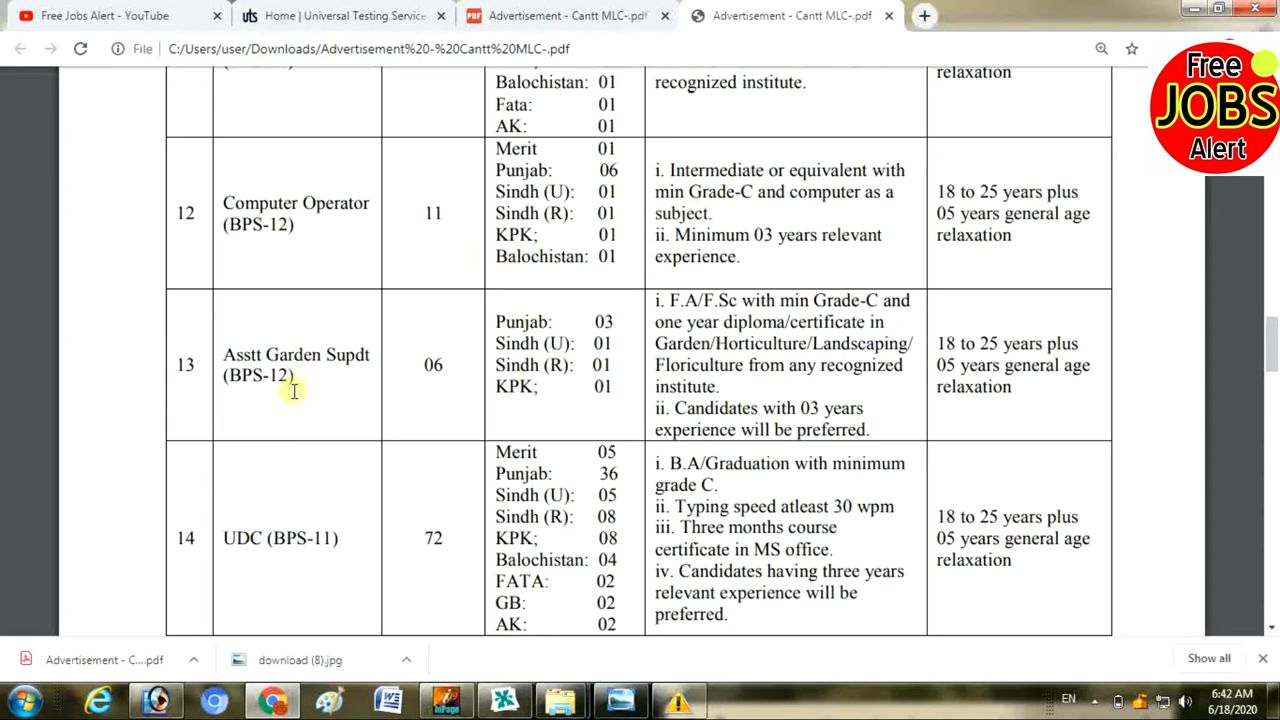 Free Jobs Alert - YouTube
uts Home | Universal Testing Service
PDF Advertisement - Cantt MLC-.pdf
Advertisement - Cantt MLC-.pdf
File C:/Users/user/Downloads/Advertisement%20-%20Cantt%20MLC-.pdf
Free
JOBS
Alert
Balochistan: 01
Fata: 01
AK: 01
recognized institute.
relaxation
12
Computer Operator
(BPS-12)
11
Merit 01
Punjab: 06
Sindh (U): 01
Sindh (R): 01
KPK; 01
Balochistan: 01
i. Intermediate or equivalent with
min Grade-C and computer as a
subject.
ii. Minimum 03 years relevant
experience.
18 to 25 years plus
05 years general age
relaxation
13
Asstt Garden Supdt
(BPS-12)
06
Punjab: 03
Sindh (U): 01
Sindh (R): 01
KPK; 01
i. F.A/F.Sc with min Grade-C and
one year diploma/certificate in
Garden/Horticulture/Landscaping/
Floriculture from any recognized
institute.
ii. Candidates with 03 years
experience will be preferred.
18 to 25 years plus
05 years general age
relaxation
14
UDC (BPS-11)
72
Merit 05
Punjab: 36
Sindh (U): 05
Sindh (R): 08
KPK; 08
Balochistan: 04
FATA: 02
GB: 02
AK: 02
i. B.A/Graduation with minimum
grade C.
ii. Typing speed atleast 30 wpm
iii. Three months course
certificate in MS office.
iv. Candidates having three years
relevant experience will be
preferred.
18 to 25 years plus
05 years general age
relaxation
Advertisement - C....pdf
download (8).jpg
Show all
InPage
EN
6:42 AM
6/18/2020